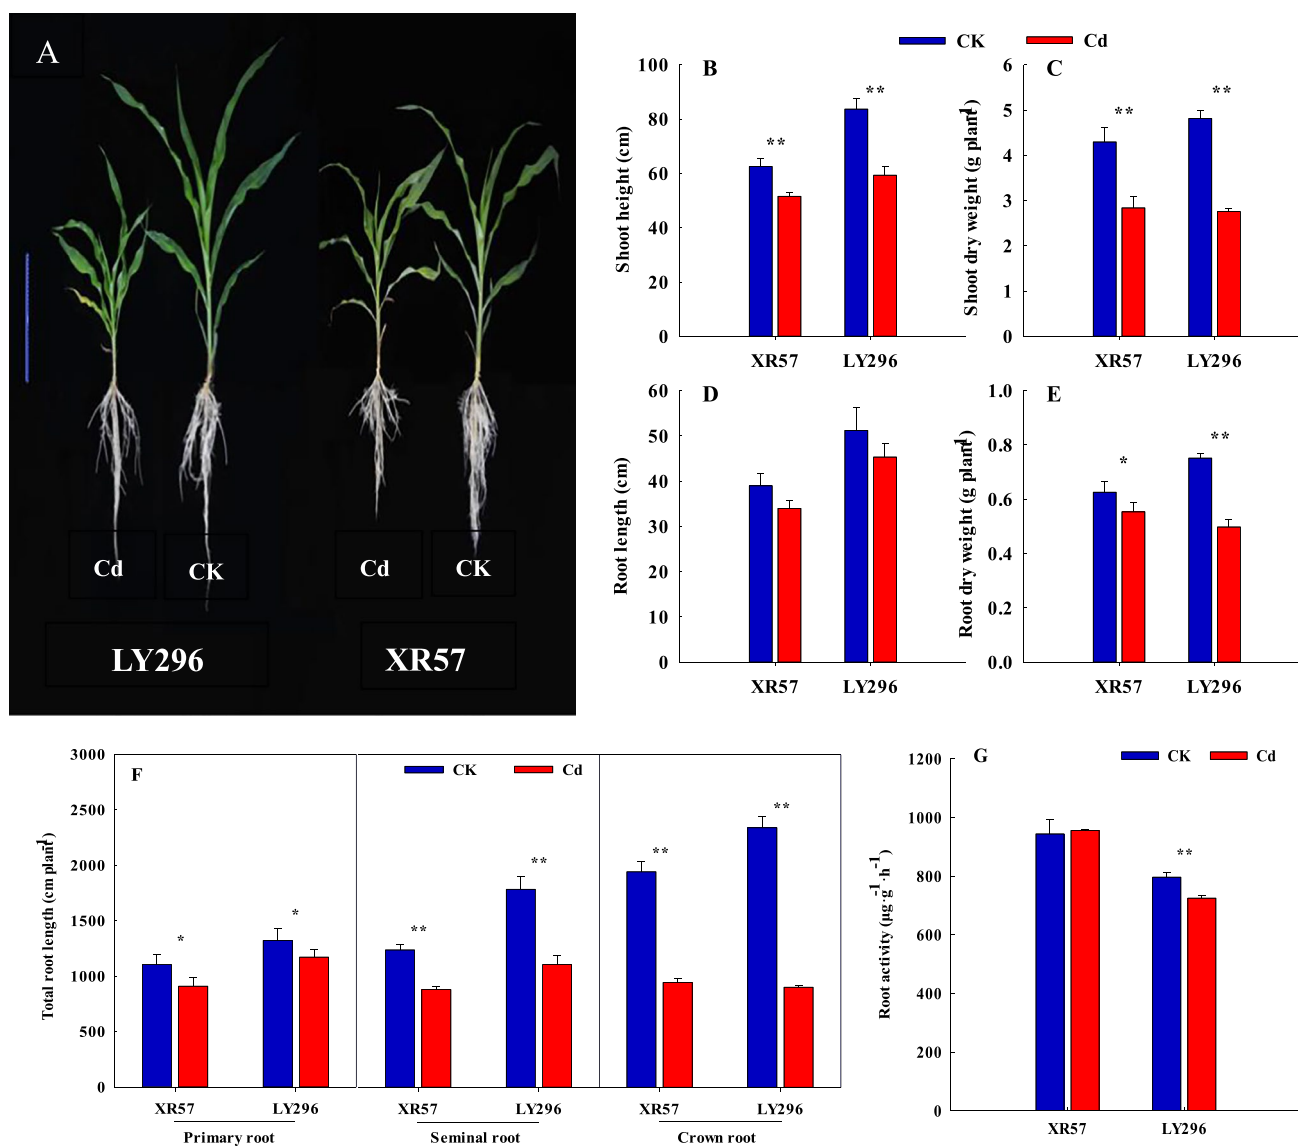 A
Cd
CK
Cd
CK
LY296
XR57
CK
Cd
B
Shoot height (cm)
100
80
60
40
20
0
**
**
XR57
LY296
C
Shoot dry weight (g plant-1)
6
5
4
3
2
1
0
**
**
XR57
LY296
D
Root length (cm)
60
50
40
30
20
10
0
XR57
LY296
E
Root dry weight (g plant-1)
1.0
0.8
0.6
0.4
0.2
0.0
*
**
XR57
LY296
F
CK
Cd
Total root length (cm plant-1)
3000
2500
2000
1500
1000
500
0
*
*
**
**
**
**
XR57
LY296
XR57
LY296
XR57
LY296
Primary root
Seminal root
Crown root
G
CK
Cd
Root activity (µg·g-1·h-1)
1200
1000
800
600
400
200
0
**
XR57
LY296